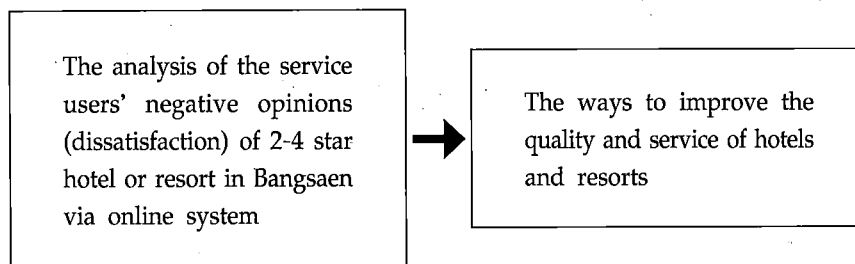 The analysis of the service
users' negative opinions
(dissatisfaction) of 2-4 star
hotel or resort in Bangsaen
via online system
The ways to improve the
quality and service of hotels
and resorts